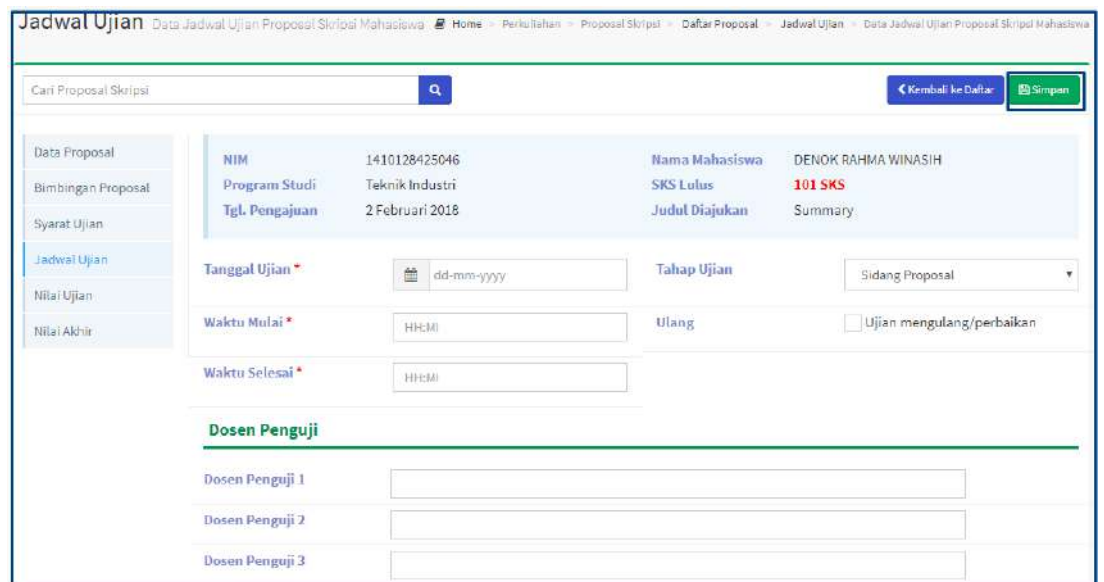 Jadwal Ujian Data Jadwal Ujian Proposal Skripsi Mahasiswa Home > Perkuliahan > Proposal Skripsi > Daftar Proposal > Jadwal Ujian > Data Jadwal Ujian Proposal Skripsi Mahasiswa
Cari Proposal Skripsi
Kembali ke Daftar
Simpan
Data Proposal
Bimbingan Proposal
Syarat Ujian
Jadwal Ujian
Nilai Ujian
Nilai Akhir
NIM 1410128425046 Nama Mahasiswa DENOK RAHMA WINASIH
Program Studi Teknik Industri SKS Lulus 101 SKS
Tgl. Pengajuan 2 Februari 2018 Judul Diajukan Summary
Tanggal Ujian * dd-mm-yyyy Tahap Ujian Sidang Proposal
Waktu Mulai * HH:MI Ulang Ujian mengulang/perbaikan
Waktu Selesai * HH:MI
Dosen Penguji
Dosen Penguji 1
Dosen Penguji 2
Dosen Penguji 3